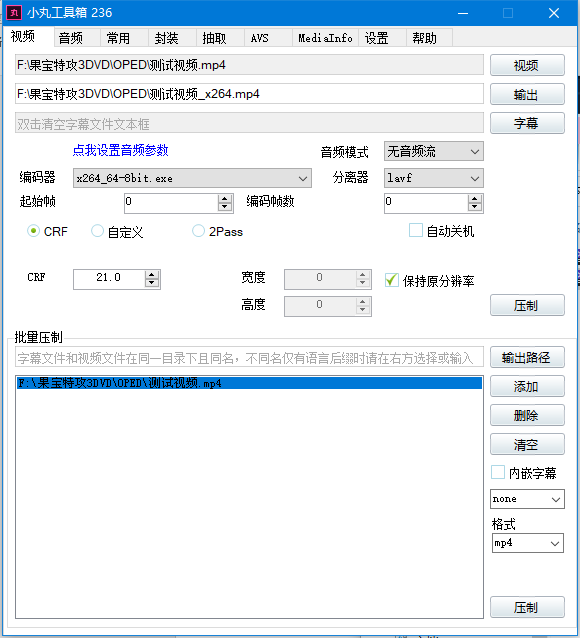 小丸工具箱 236
视频 音频 常用 封装 抽取 AVS MediaInfo 设置 帮助
F:\果宝特攻3DVD\OPED\测试视频.mp4 视频
F:\果宝特攻3DVD\OPED\测试视频_x264.mp4 输出
双击清空字幕文件文本框 字幕
点我设置音频参数 音频模式 无音频流
编码器 x264_64-8bit.exe 分离器 lavf
起始帧 0 编码帧数 0
CRF 自定义 2Pass 自动关机
CRF 21.0 宽度 0 保持原分辨率
高度 0 压制
批量压制
字幕文件和视频文件在同一目录下且同名，不同名仅有语言后缀时请在右方选择或输入 输出路径
F:\果宝特攻3DVD\OPED\测试视频.mp4 添加
删除
清空
内嵌字幕
none
格式
mp4
压制